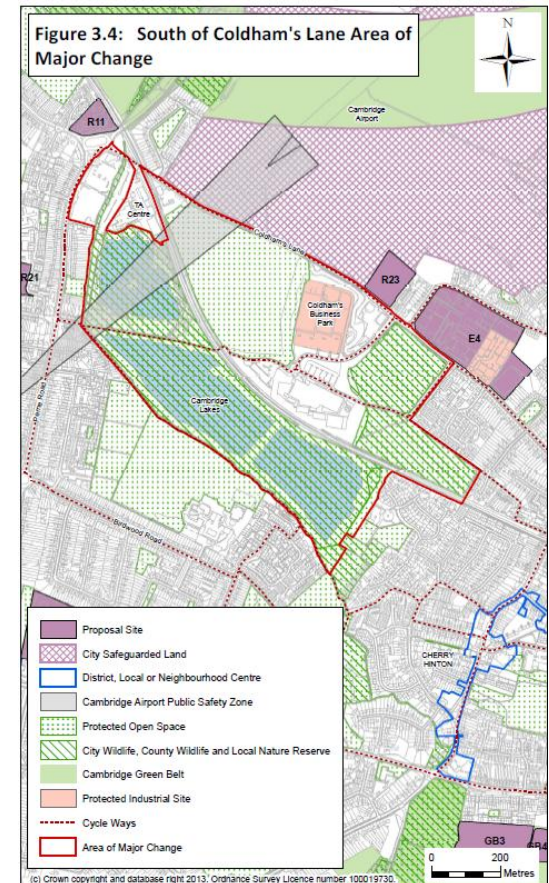 Figure 3.4: South of Coldham's Lane Area of
Major Change
N
Cambridge
Airport
R11
TA
Centre
Coldham's Lane
R21
R23
Coldham's
Business
Park
E4
Cambridge
Lakes
Perne Road
Birdwood Road
CHERRY
HINTON
Proposal Site
City Safeguarded Land
District, Local or Neighbourhood Centre
Cambridge Airport Public Safety Zone
Protected Open Space
City Wildlife, County Wildlife and Local Nature Reserve
Cambridge Green Belt
Protected Industrial Site
Cycle Ways
Area of Major Change
GB3
GB4
0 200
Metres
(c) Crown copyright and database right 2013. Ordnance Survey Licence number 100019730.